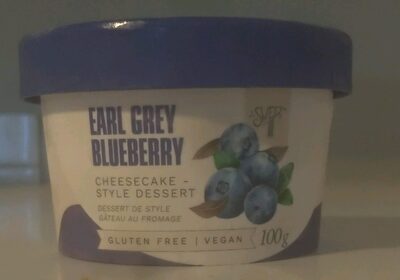 EARL GREY
BLUEBERRY
CHEESECAKE -
STYLE DESSERT
DESSERT DE STYLE
GÂTEAU AU FROMAGE
GLUTEN FREE | VEGAN
100g